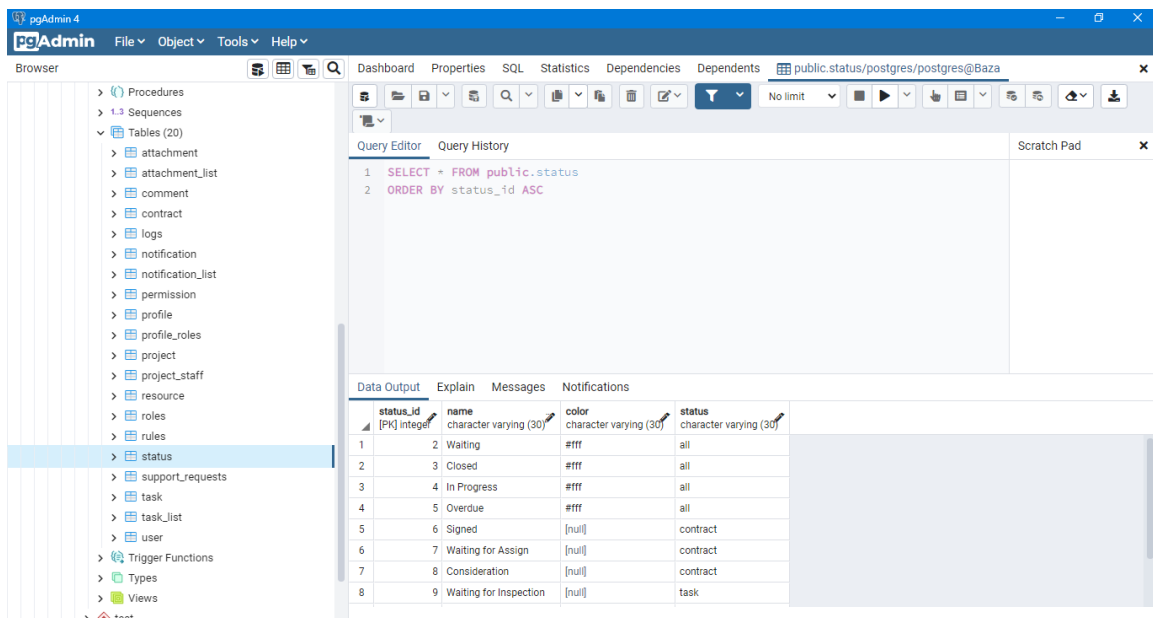 pgAdmin 4
pgAdmin File Object Tools Help
Browser
Dashboard Properties SQL Statistics Dependencies Dependents public.status/postgres/postgres@Baza
No limit
Procedures
1..3 Sequences
Tables (20)
attachment
attachment_list
comment
contract
logs
notification
notification_list
permission
profile
profile_roles
project
project_staff
resource
roles
rules
status
support_requests
task
task_list
user
Trigger Functions
Types
Views
test
Query Editor Query History
Scratch Pad
1 SELECT * FROM public.status
2 ORDER BY status_id ASC
Data Output Explain Messages Notifications
status_id name color status
[PK] integer character varying (30) character varying (30) character varying (30)
1 2 Waiting #fff all
2 3 Closed #fff all
3 4 In Progress #fff all
4 5 Overdue #fff all
5 6 Signed [null] contract
6 7 Waiting for Assign [null] contract
7 8 Consideration [null] contract
8 9 Waiting for Inspection [null] task